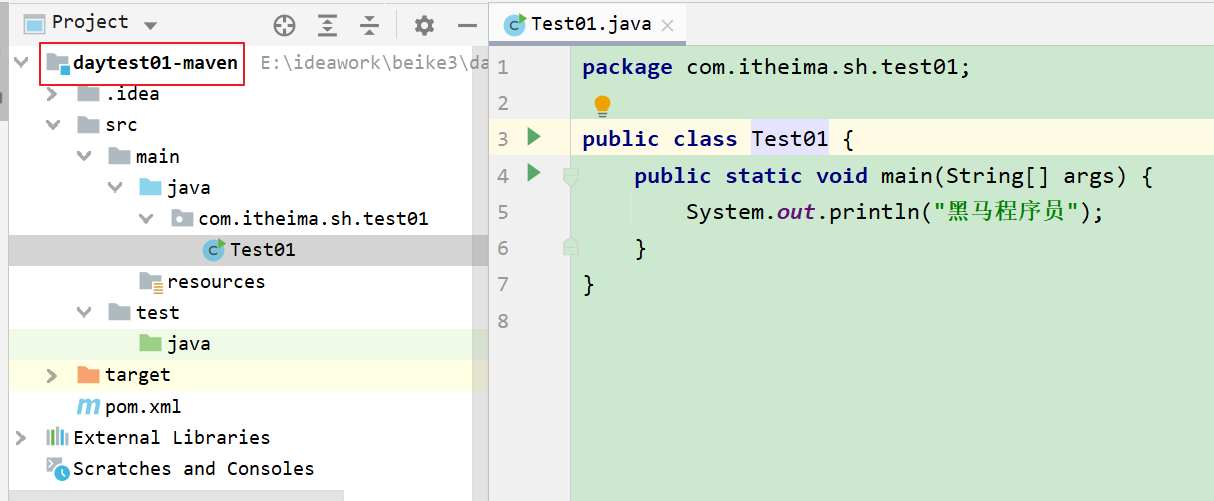 Project
daytest01-maven E:\ideawork\beike3\da
.idea
src
main
java
com.itheima.sh.test01
Test01
resources
test
java
target
pom.xml
External Libraries
Scratches and Consoles
Test01.java
1 package com.itheima.sh.test01;
2
3 public class Test01 {
4 public static void main(String[] args) {
5 System.out.println("黑马程序员");
6 }
7 }
8